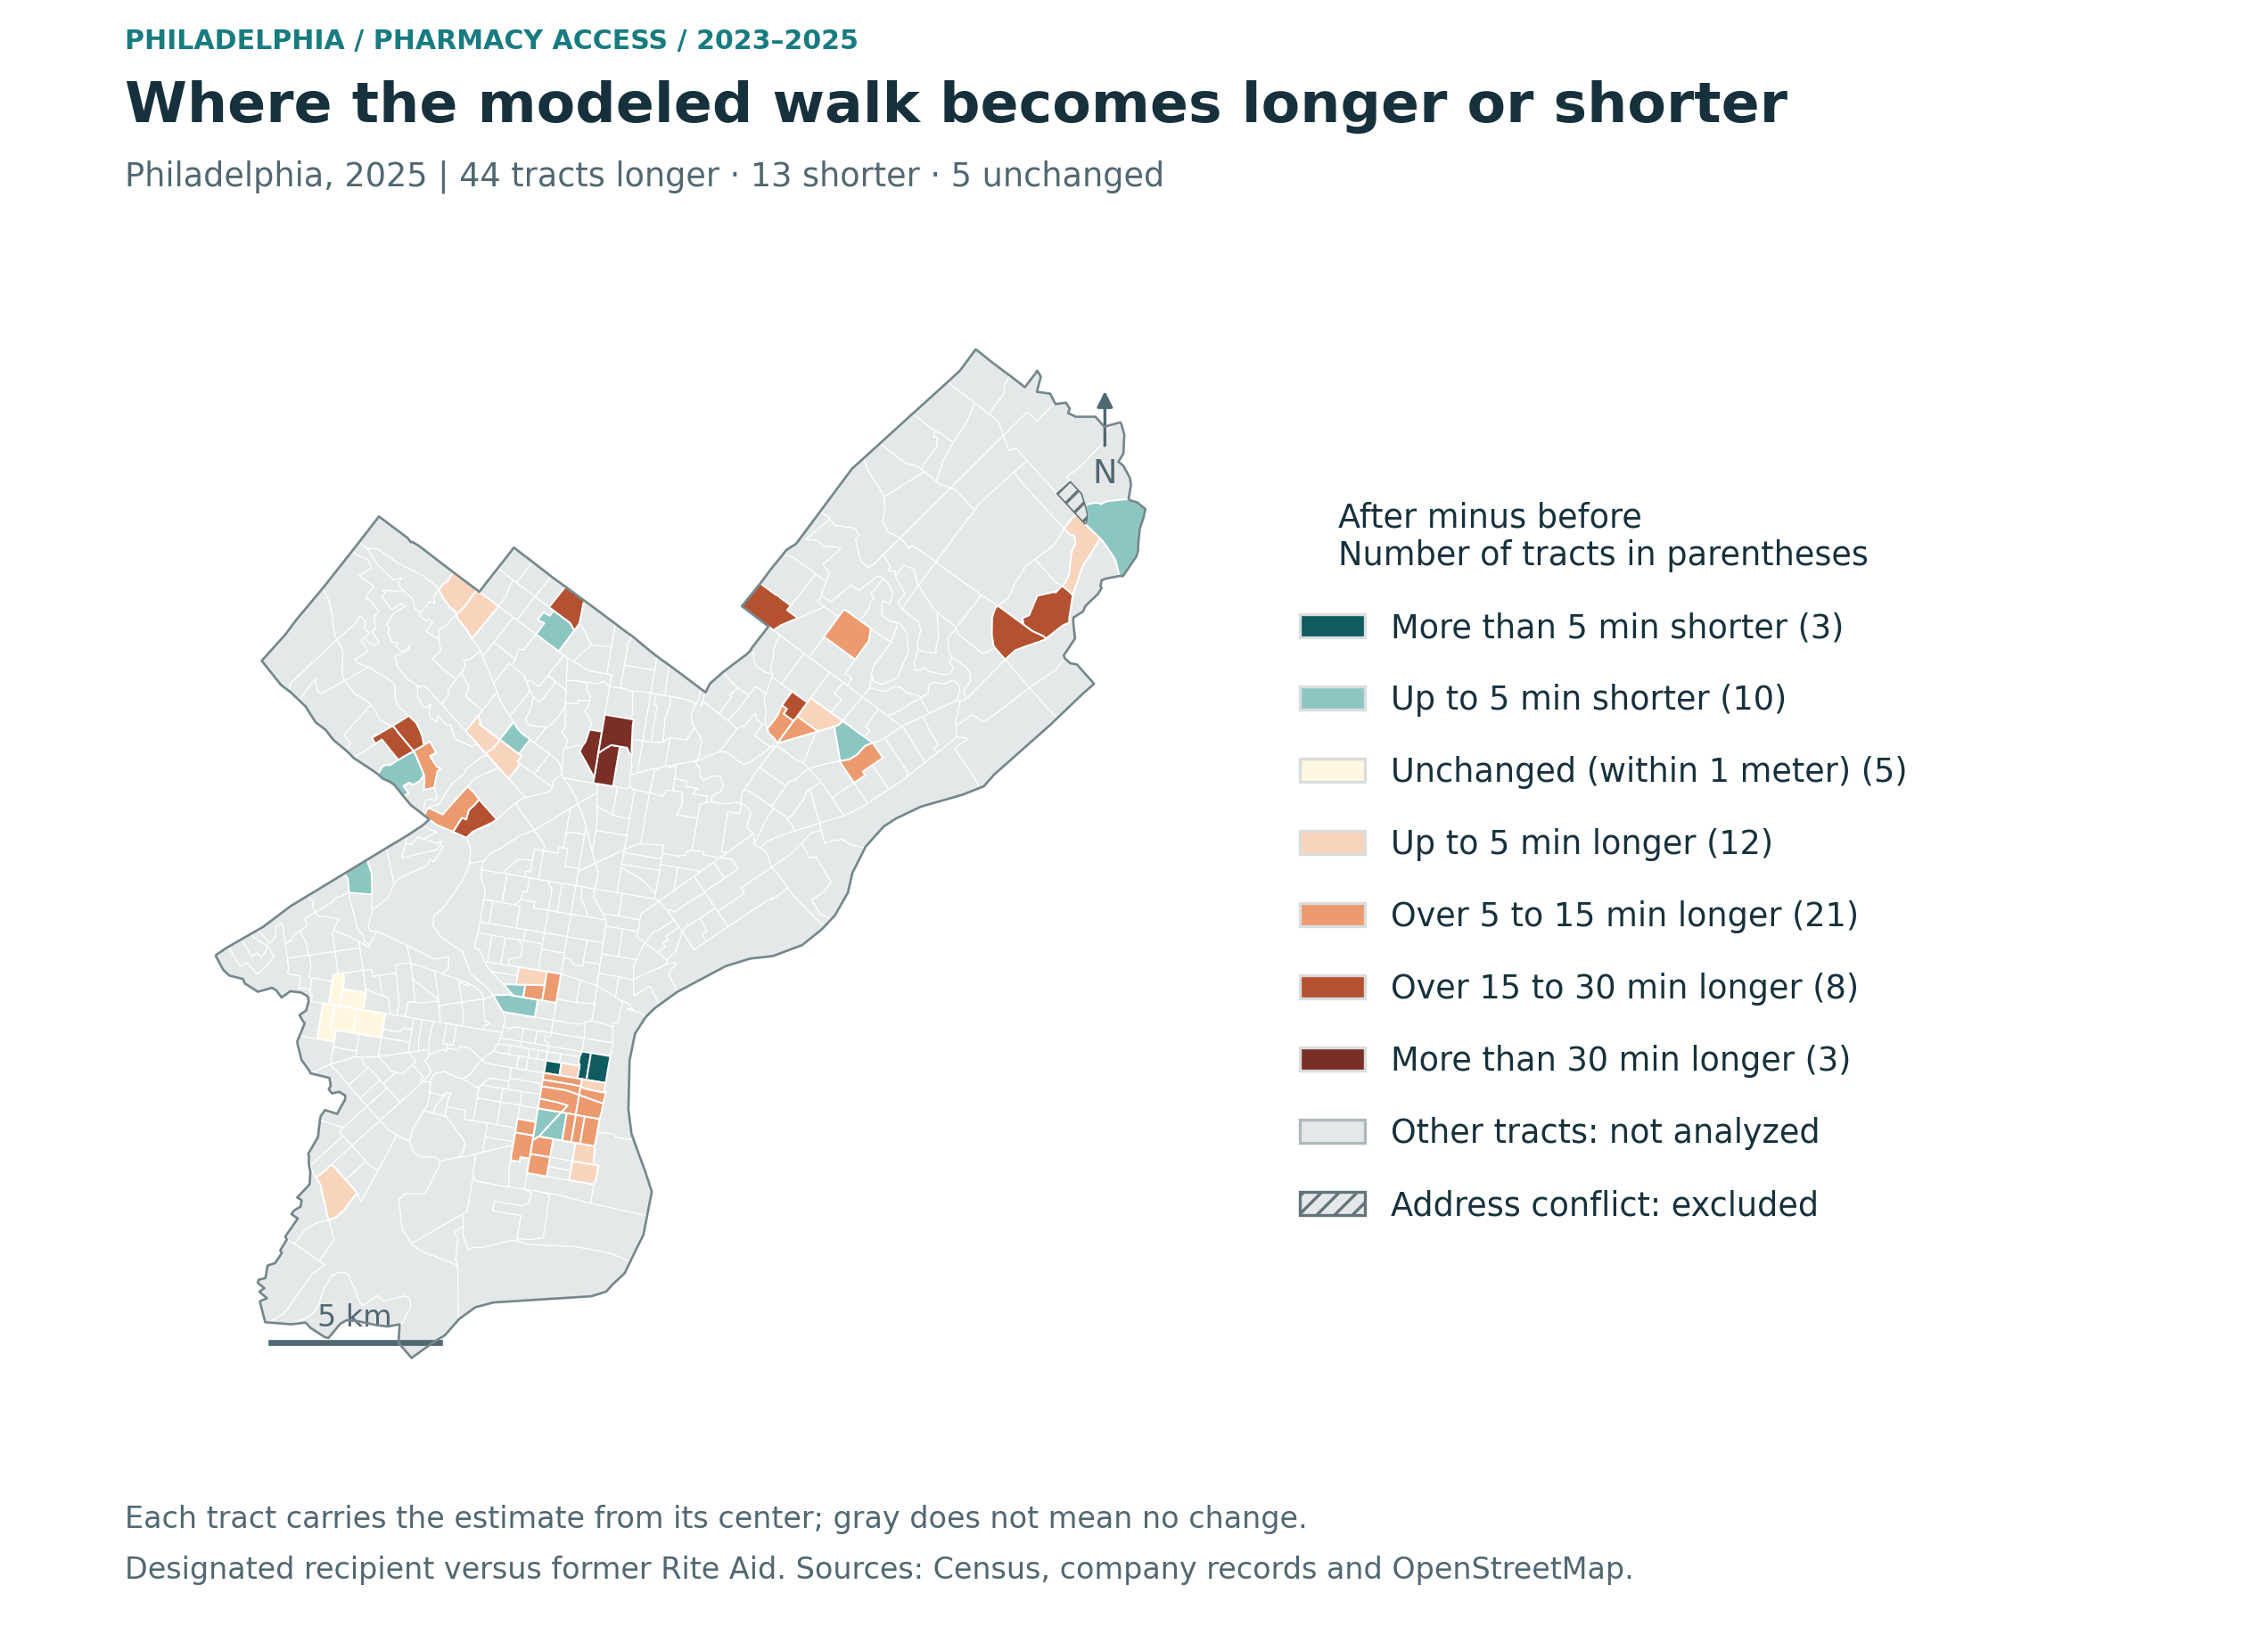 PHILADELPHIA / PHARMACY ACCESS / 2023–2025
Where the modeled walk becomes longer or shorter
Philadelphia, 2025 | 44 tracts longer · 13 shorter · 5 unchanged
N
After minus before
Number of tracts in parentheses
More than 5 min shorter (3)
Up to 5 min shorter (10)
Unchanged (within 1 meter) (5)
Up to 5 min longer (12)
Over 5 to 15 min longer (21)
Over 15 to 30 min longer (8)
More than 30 min longer (3)
Other tracts: not analyzed
Address conflict: excluded
5 km
Each tract carries the estimate from its center; gray does not mean no change.
Designated recipient versus former Rite Aid. Sources: Census, company records and OpenStreetMap.